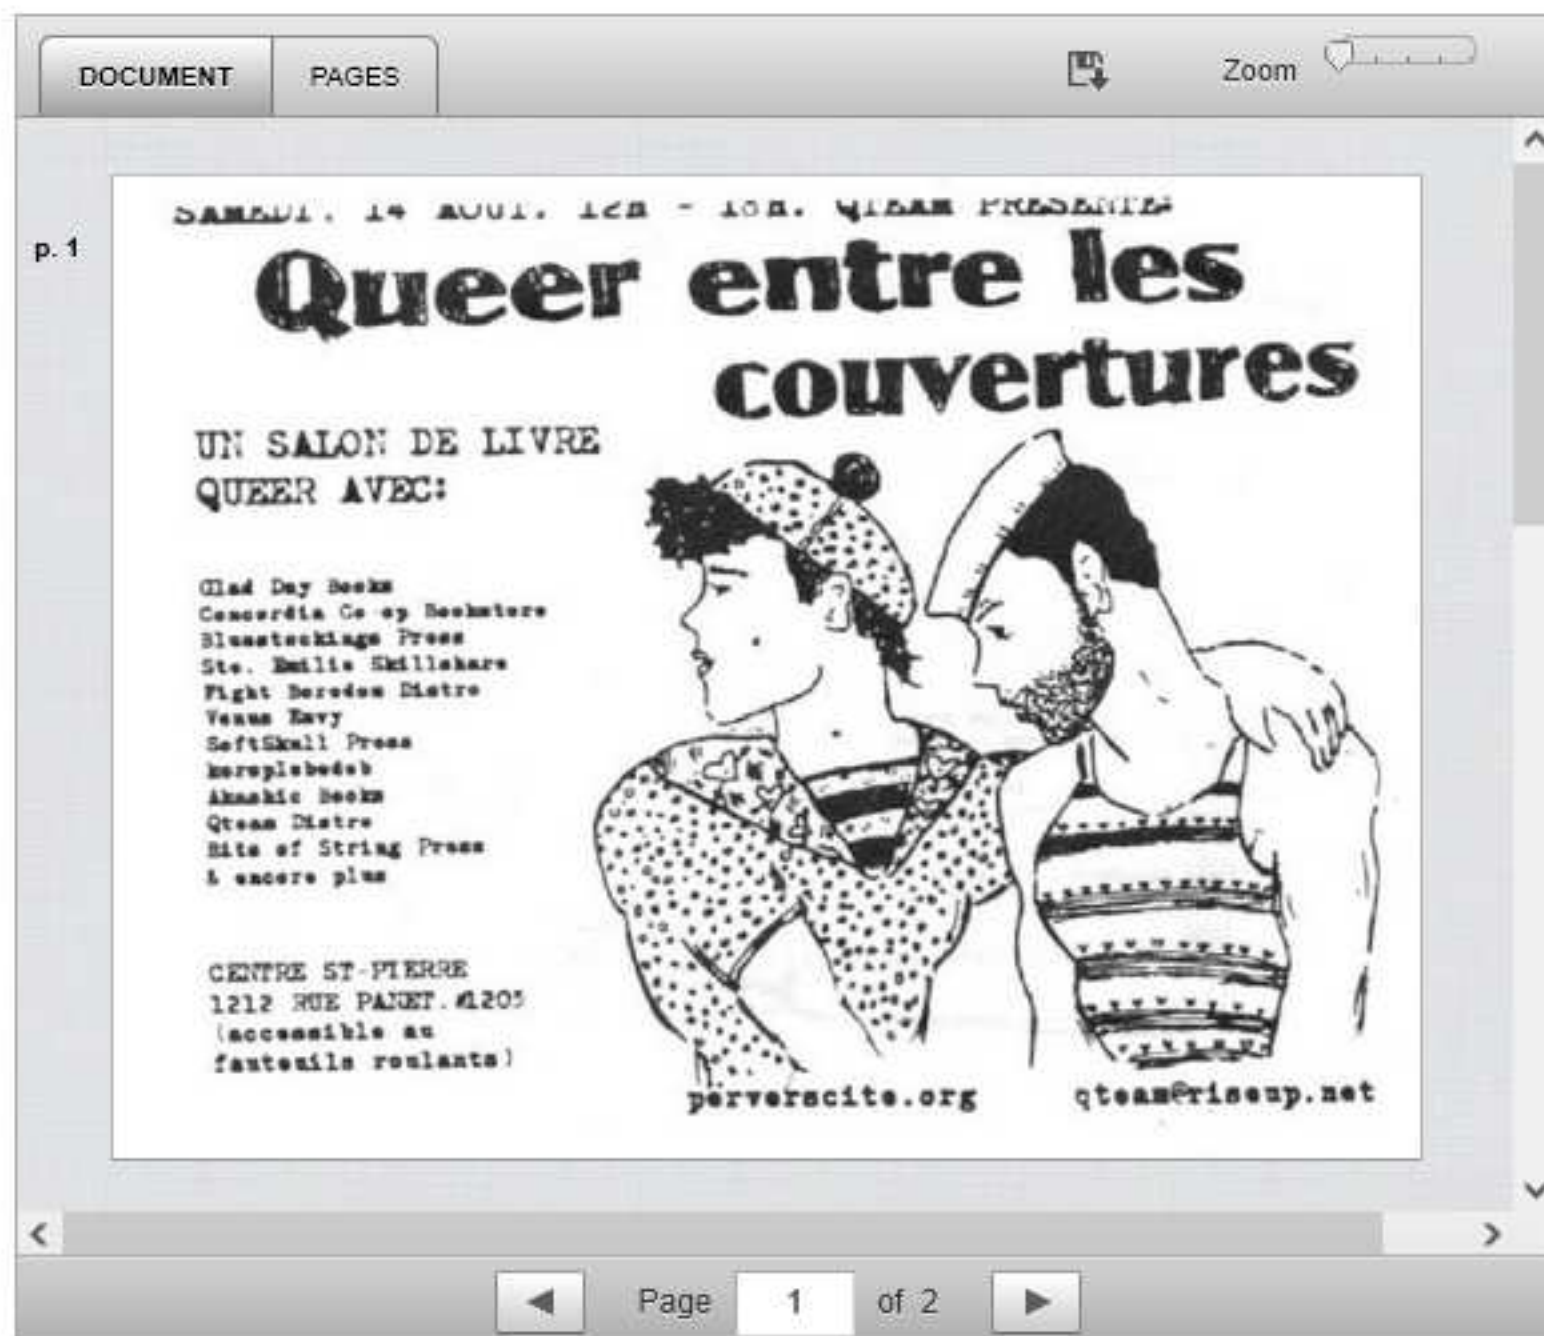 DOCUMENT
PAGES
Zoom
p. 1
SAMEDI. 14 AOUT. 12H - 18H. QTEAM PRESENTE:
Queer entre les
couvertures
UN SALON DE LIVRE
QUEER AVEC:
Glad Day Books
Concordia Co-op Bookstore
Bluestockings Press
Ste. Emilie Skillshare
Fight Boredom Distro
Venus Envy
SoftSkull Press
kersplebedeb
Akashic Books
Qteam Distro
Bits of String Press
& encore plus
CENTRE ST-PIERRE
1212 RUE PANET. #1205
(accessible au
fauteuils roulants)
perverscite.org
qteam@riseup.net
Page 1 of 2